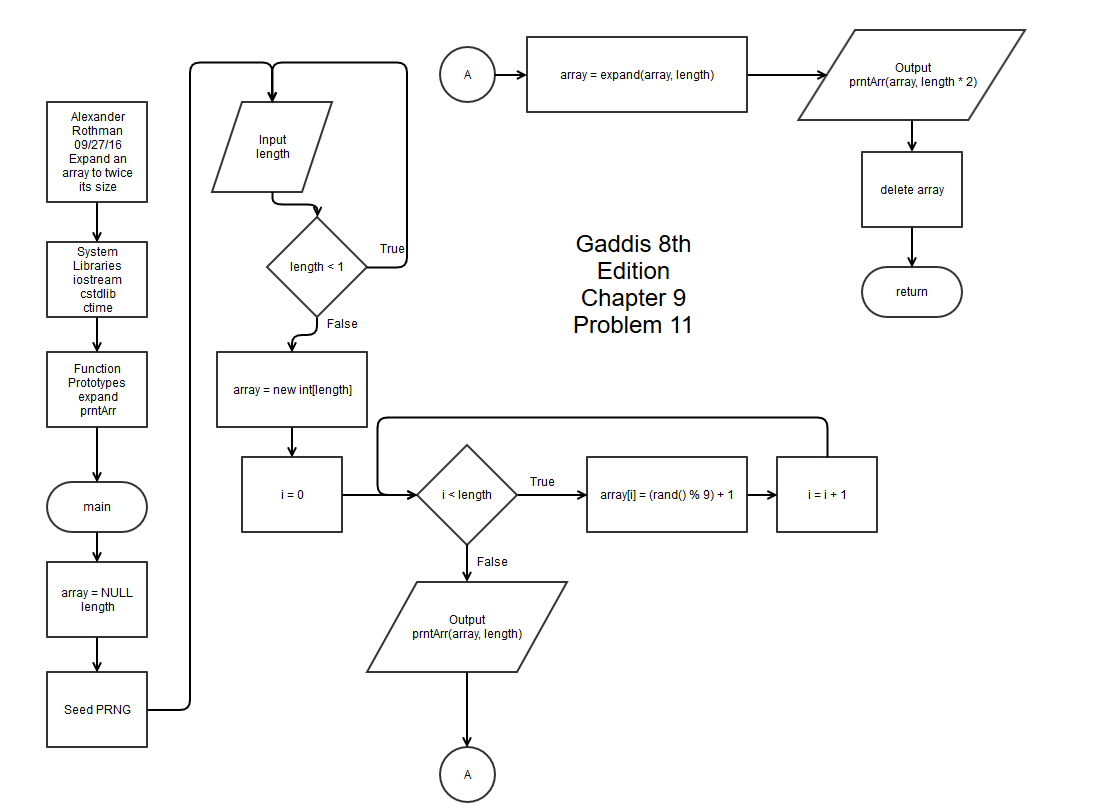 Alexander
Rothman
09/27/16
Expand an
array to twice
its size
System
Libraries
iostream
cstdlib
ctime
Function
Prototypes
expand
prntArr
main
array = NULL
length
Seed PRNG
Input
length
length < 1
True
False
array = new int[length]
i = 0
i < length
True
array[i] = (rand() % 9) + 1
i = i + 1
False
Output
prntArr(array, length)
A
A
array = expand(array, length)
Output
prntArr(array, length * 2)
delete array
return
Gaddis 8th
Edition
Chapter 9
Problem 11